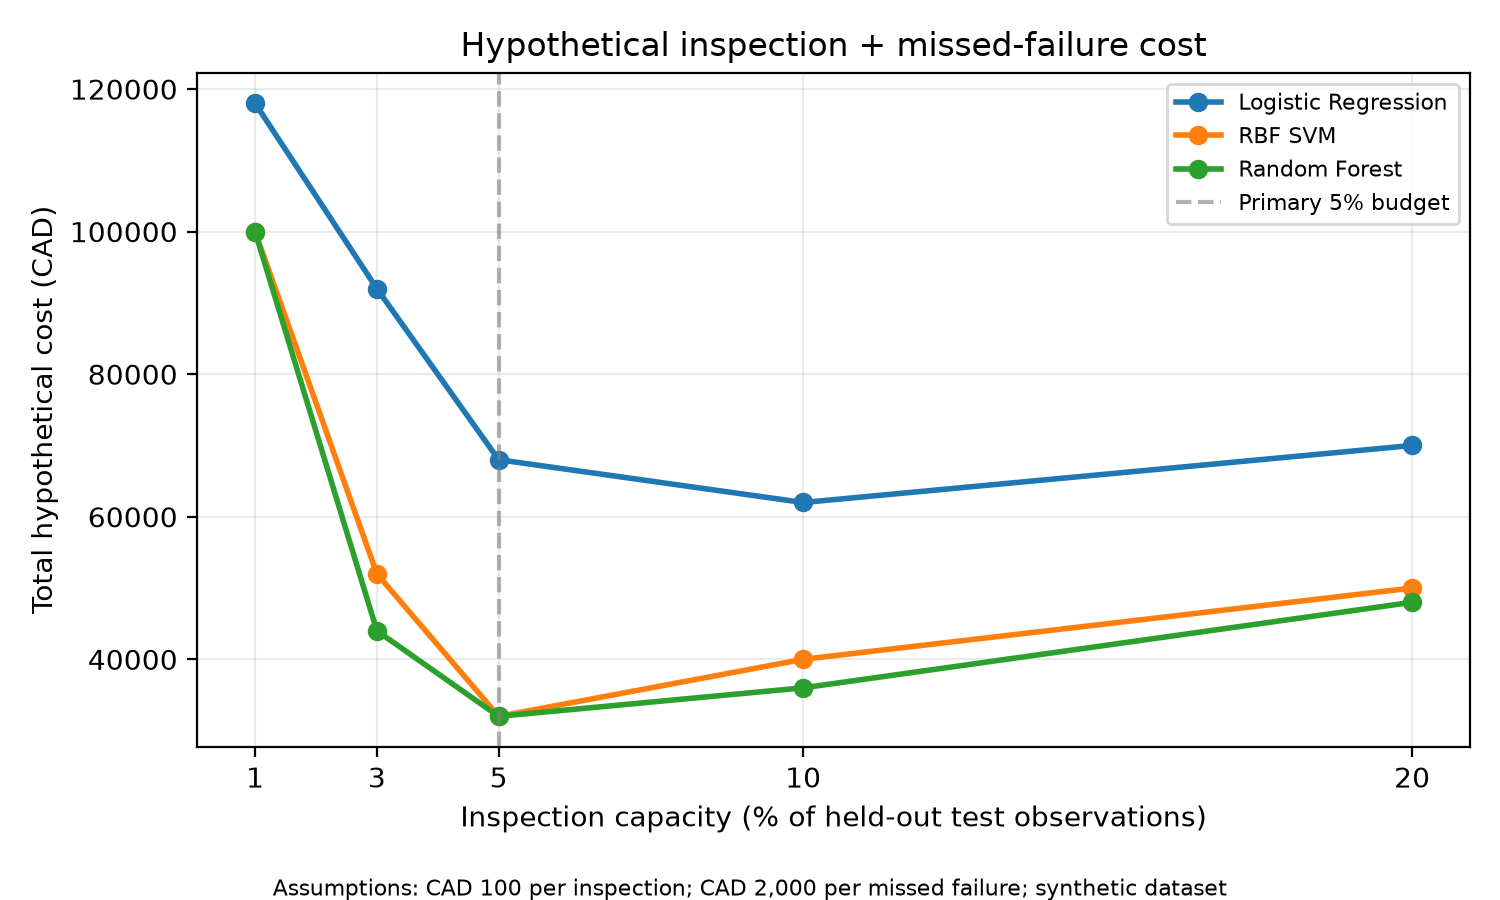 Hypothetical inspection + missed-failure cost
120000
100000
80000
60000
40000
Total hypothetical cost (CAD)
Logistic Regression
RBF SVM
Random Forest
Primary 5% budget
1 3 5 10 20
Inspection capacity (% of held-out test observations)
Assumptions: CAD 100 per inspection; CAD 2,000 per missed failure; synthetic dataset